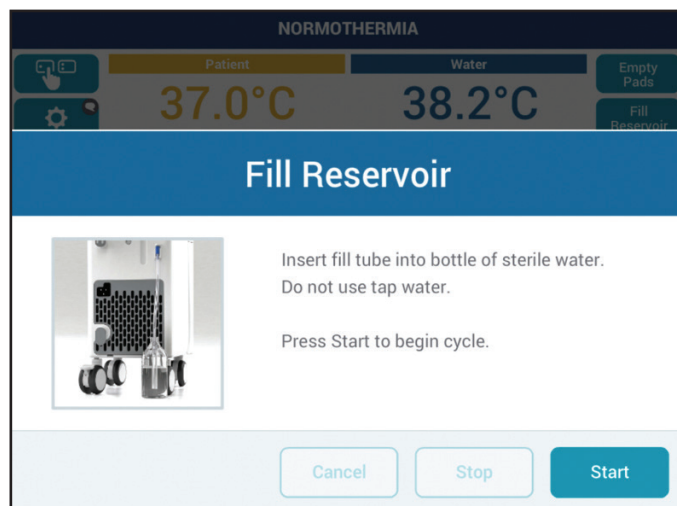 NORMOTHERMIA
Patient
Water
Empty
Pads
37.0°C
38.2°C
Fill
Reservoir
Fill Reservoir
Insert fill tube into bottle of sterile water.
Do not use tap water.
Press Start to begin cycle.
Cancel
Stop
Start